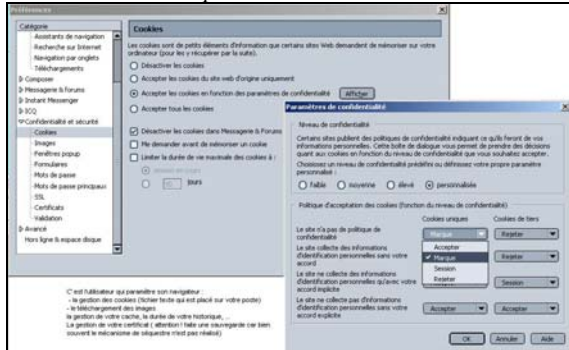 Préférences
Catégorie
Assistants de navigation
Recherche sur Internet
Navigation par onglets
Téléchargements
Composer
Messagerie & forums
Instant Messenger
ICQ
Confidentialité et sécurité
Cookies
Images
Fenêtres popup
Formulaires
Mots de passe
Mots de passe principaux
SSL
Certificats
Validation
Avancé
Hors ligne & espace disque
Cookies
Les cookies sont de petits éléments d'information que certains sites Web demandent de mémoriser sur votre
ordinateur (pour les y récupérer par la suite).
Désactiver les cookies
Accepter les cookies du site web d'origine uniquement
Accepter les cookies en fonction des paramètres de confidentialité
Afficher
Accepter tous les cookies
Désactiver les cookies dans Messagerie & Forums
Me demander avant de mémoriser un cookie
Limiter la durée de vie maximale des cookies à :
jours
Paramètres de confidentialité
Niveau de confidentialité
Certains sites publient des politiques de confidentialité indiquant ce qu'ils feront de vos
informations personnelles. Cette boîte de dialogue vous permet de prendre des décisions
quant aux cookies en fonction du niveau de confidentialité que vous souhaitez accepter.
Choisissez un niveau de confidentialité prédéfini ou définissez votre propre paramètre
personnalisé :
faible
moyenne
élevé
personnalisée
Politique d'acceptation des cookies (fonction du niveau de confidentialité)
Cookies uniques
Cookies de tiers
Le site n'a pas de politique de
confidentialité
Marque
Rejeter
Le site collecte des informations
d'identification personnelles sans votre
accord
Accepter
Marque
Session
Rejeter
Rejeter
Le site ne collecte des informations
d'identification personnelles qu'avec votre
accord implicite
Session
Le site ne collecte pas d'informations
d'identification personnelles sans votre
accord explicite
Accepter
Accepter
OK
Annuler
Aide
C'est l'utilisateur qui paramètre son navigateur :
- la gestion des cookies (fichier texte qui est placé sur votre poste)
- le téléchargement des images
la gestion de votre cache, la durée de votre historique, ...
La gestion de votre certificat ( attention ! faite une sauvegarde car bien
souvent le mécanisme de séquestre n'est pas réalisé)